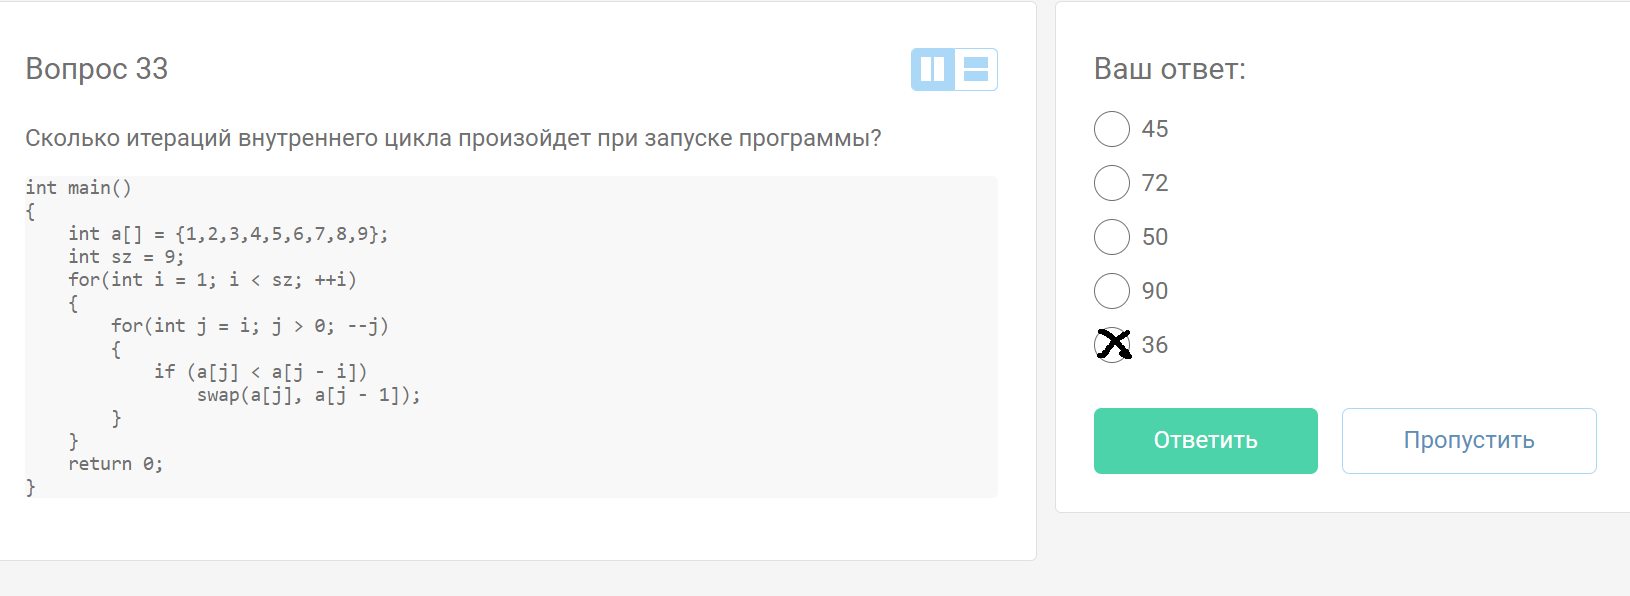 Вопрос 33
Сколько итераций внутреннего цикла произойдет при запуске программы?
int main()
{
    int a[] = {1,2,3,4,5,6,7,8,9};
    int sz = 9;
    for(int i = 1; i < sz; ++i)
    {
        for(int j = i; j > 0; --j)
        {
            if (a[j] < a[j - i])
                swap(a[j], a[j - 1]);
        }
    }
    return 0;
}
Ваш ответ:
45
72
50
90
36
Ответить
Пропустить